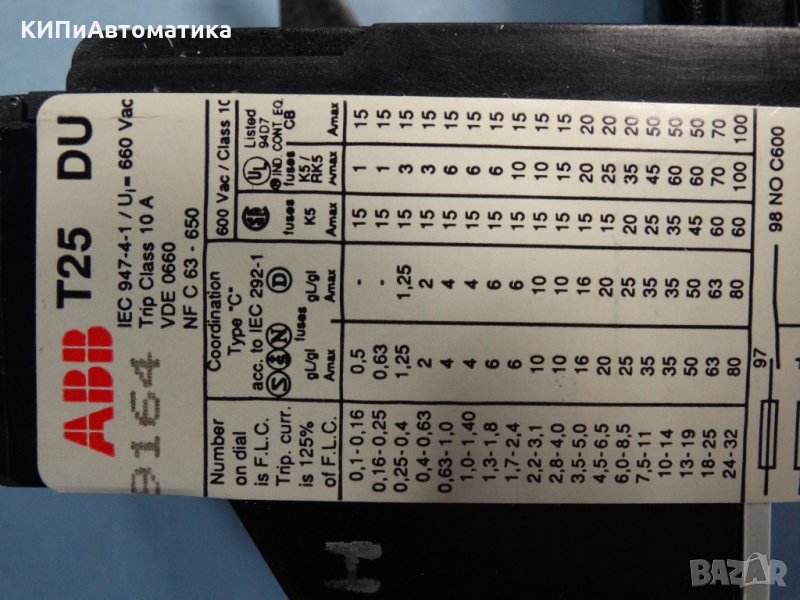 КИПиАвтоматика
ABB T25 DU
9164
IEC 947-4-1 / Ui= 660 Vac
Trip Class 10 A
VDE 0660
NF C 63 - 650
Number on dial is F.L.C. Trip. curr. is 125% of F.L.C.
Coordination Type "C" acc. to IEC 292-1
S N D
fuses
gL/gI Amax gL/gI Amax
600 Vac / Class 10
fuses K5 Amax
UL Listed 94D7 IND. CONT. EQ.
fuses K5 / RK5 Amax
CB Amax
0,1-0,16 0,5 - 15 1 15
0,16-0,25 0,63 - 15 1 15
0,25-0,4 1,25 1,25 15 3 15
0,4-0,63 2 2 15 3 15
0,63-1,0 4 4 15 6 15
1,0-1,40 4 4 15 6 15
1,3-1,8 6 6 15 6 15
1,7-2,4 6 6 15 10 15
2,2-3,1 10 10 15 10 15
2,8-4,0 10 10 15 15 15
3,5-5,0 16 16 15 20 20
4,5-6,5 20 20 15 25 20
6,0-8,5 25 25 20 35 20
7,5-11 35 35 45 50
10-14 35 35 60 50
13-19 50 50 60 50
18-25 63 63 60 70 70
24-32 80 80 60 100 100
97 98 NO C600
H
BAZAR